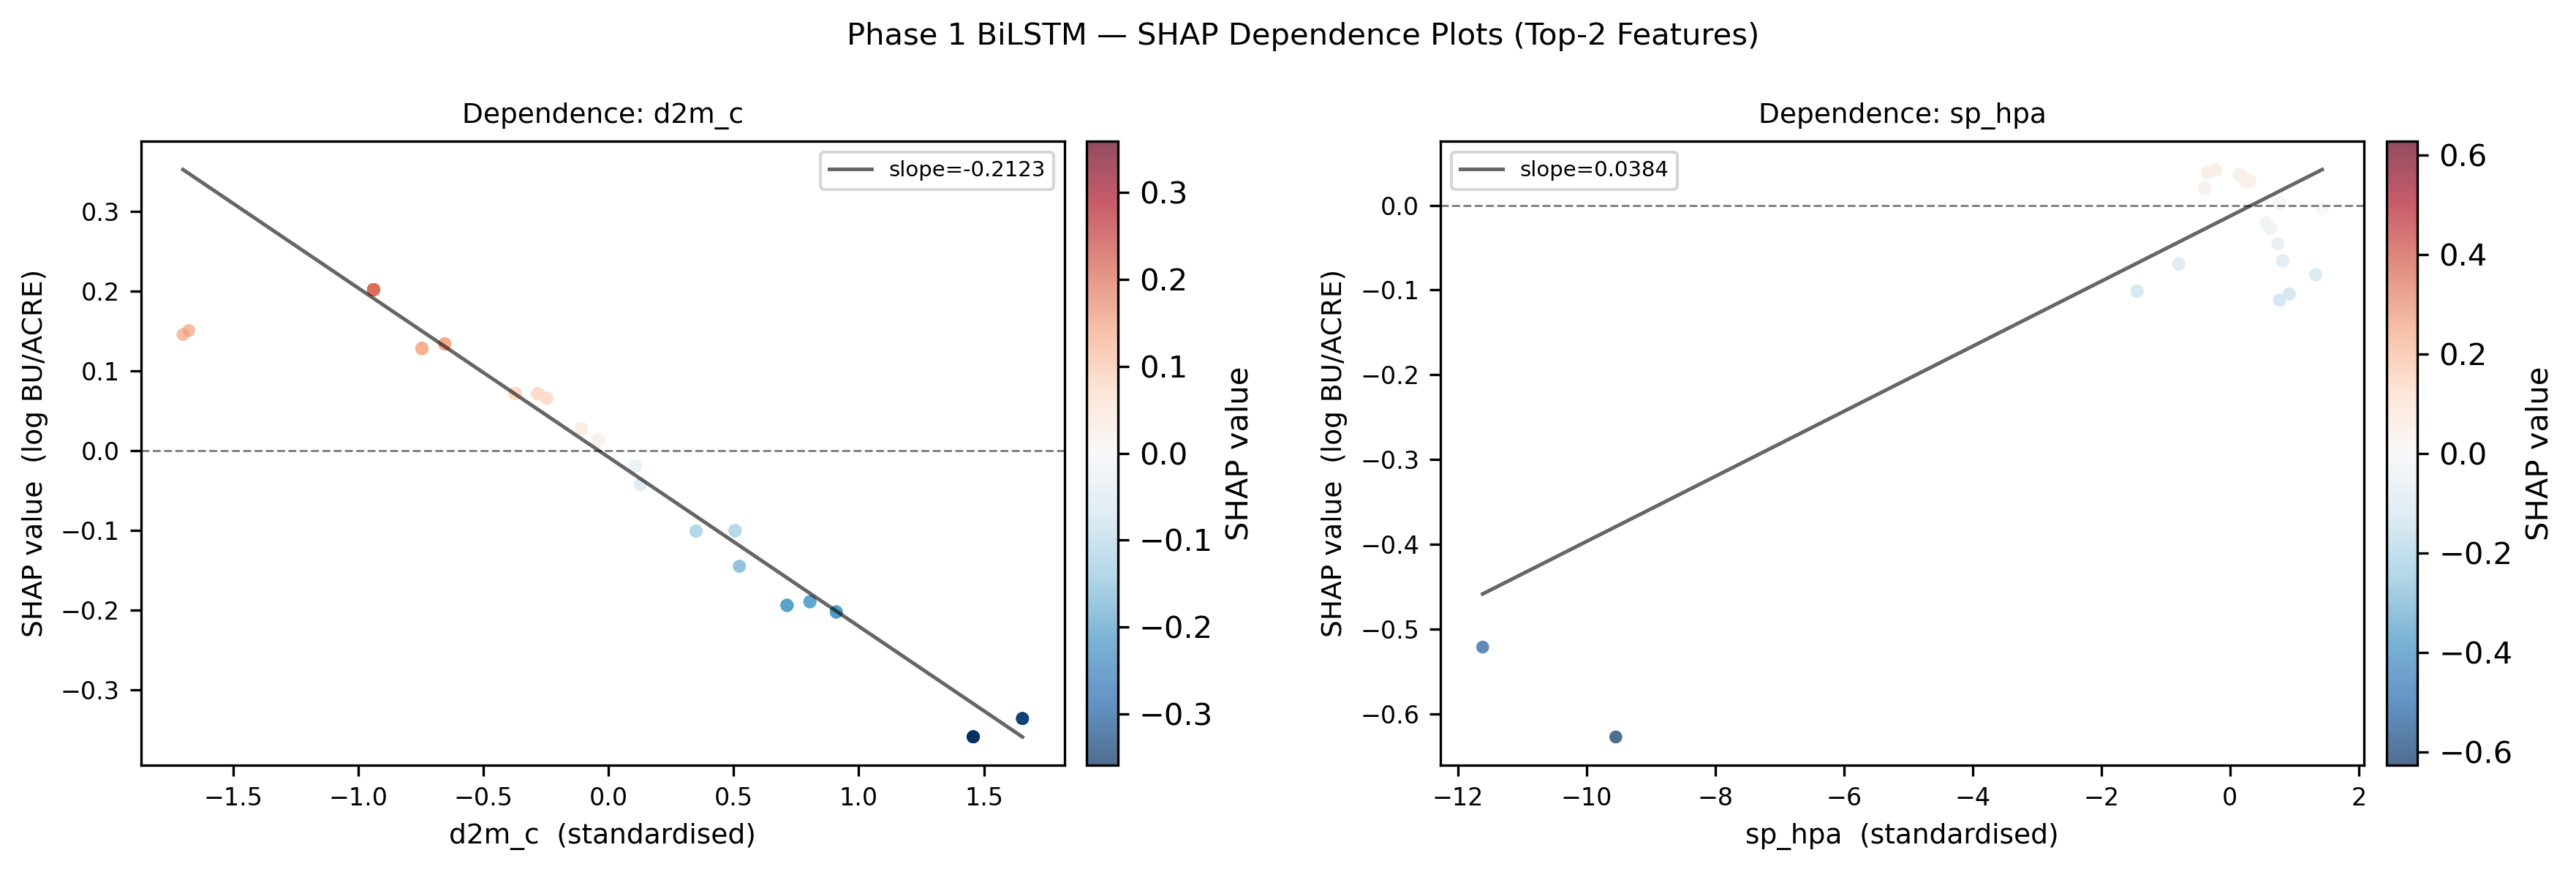 Phase 1 BiLSTM — SHAP Dependence Plots (Top-2 Features)
Dependence: d2m_c
slope=-0.2123
0.3
0.2
0.1
0.0
−0.1
−0.2
−0.3
SHAP value (log BU/ACRE)
−1.5 −1.0 −0.5 0.0 0.5 1.0 1.5
d2m_c (standardised)
0.3
0.2
0.1
0.0
−0.1
−0.2
−0.3
SHAP value
Dependence: sp_hpa
slope=0.0384
0.0
−0.1
−0.2
−0.3
−0.4
−0.5
−0.6
SHAP value (log BU/ACRE)
−12 −10 −8 −6 −4 −2 0 2
sp_hpa (standardised)
0.6
0.4
0.2
0.0
−0.2
−0.4
−0.6
SHAP value